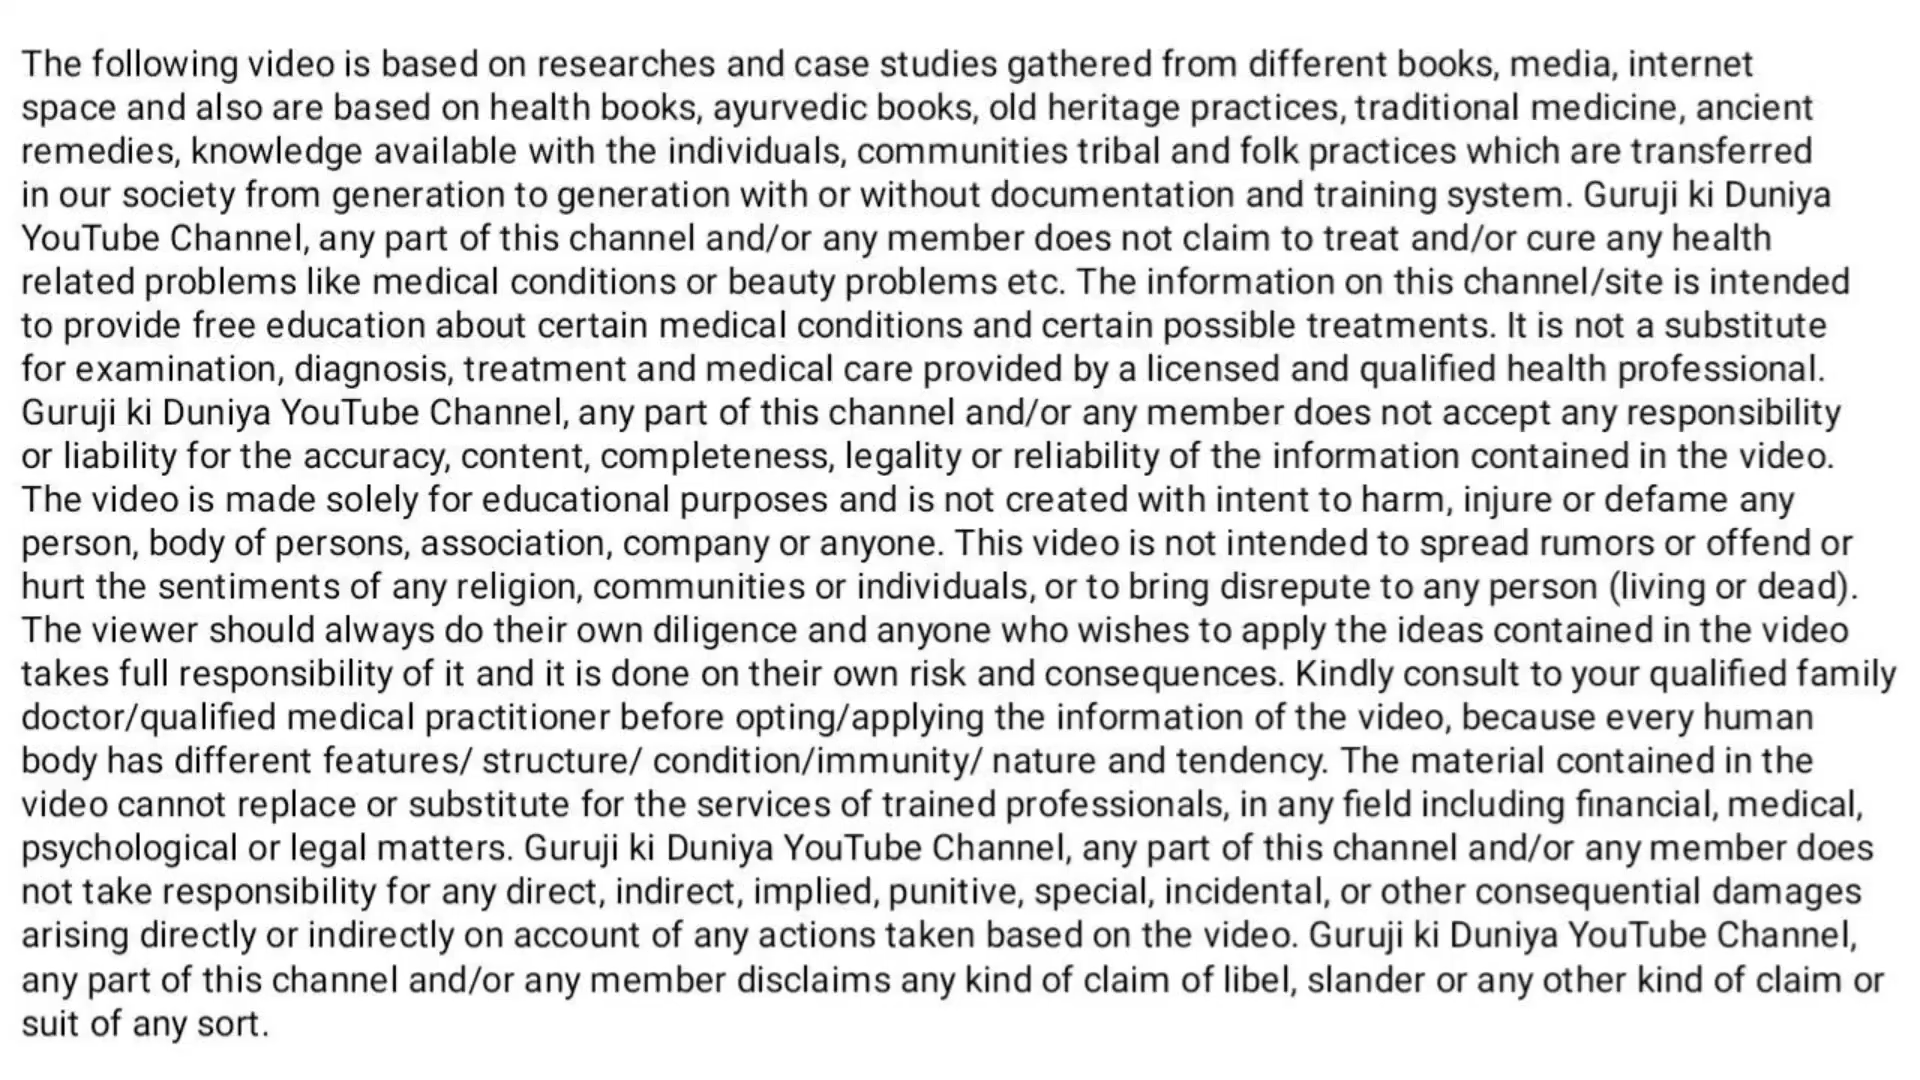 The following video is based on researches and case studies gathered from different books, media, internet
space and also are based on health books, ayurvedic books, old heritage practices, traditional medicine, ancient
remedies, knowledge available with the individuals, communities tribal and folk practices which are transferred
in our society from generation to generation with or without documentation and training system. Guruji ki Duniya
YouTube Channel, any part of this channel and/or any member does not claim to treat and/or cure any health
related problems like medical conditions or beauty problems etc. The information on this channel/site is intended
to provide free education about certain medical conditions and certain possible treatments. It is not a substitute
for examination, diagnosis, treatment and medical care provided by a licensed and qualified health professional.
Guruji ki Duniya YouTube Channel, any part of this channel and/or any member does not accept any responsibility
or liability for the accuracy, content, completeness, legality or reliability of the information contained in the video.
The video is made solely for educational purposes and is not created with intent to harm, injure or defame any
person, body of persons, association, company or anyone. This video is not intended to spread rumors or offend or
hurt the sentiments of any religion, communities or individuals, or to bring disrepute to any person (living or dead).
The viewer should always do their own diligence and anyone who wishes to apply the ideas contained in the video
takes full responsibility of it and it is done on their own risk and consequences. Kindly consult to your qualified family
doctor/qualified medical practitioner before opting/applying the information of the video, because every human
body has different features/ structure/ condition/immunity/ nature and tendency. The material contained in the
video cannot replace or substitute for the services of trained professionals, in any field including financial, medical,
psychological or legal matters. Guruji ki Duniya YouTube Channel, any part of this channel and/or any member does
not take responsibility for any direct, indirect, implied, punitive, special, incidental, or other consequential damages
arising directly or indirectly on account of any actions taken based on the video. Guruji ki Duniya YouTube Channel,
any part of this channel and/or any member disclaims any kind of claim of libel, slander or any other kind of claim or
suit of any sort.